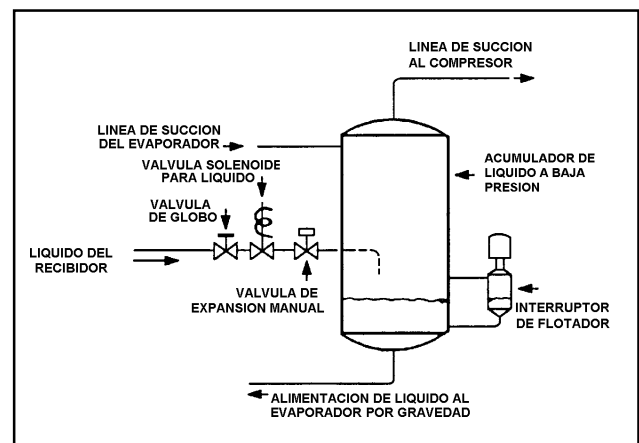 LINEA DE SUCCION
AL COMPRESOR
LINEA DE SUCCION
DEL EVAPORADOR
VALVULA SOLENOIDE
PARA LIQUIDO
ACUMULADOR DE
LIQUIDO A BAJA
PRESION
VALVULA
DE GLOBO
LIQUIDO DEL
RECIBIDOR
VALVULA DE
EXPANSION MANUAL
INTERRUPTOR
DE FLOTADOR
ALIMENTACION DE LIQUIDO AL
EVAPORADOR POR GRAVEDAD